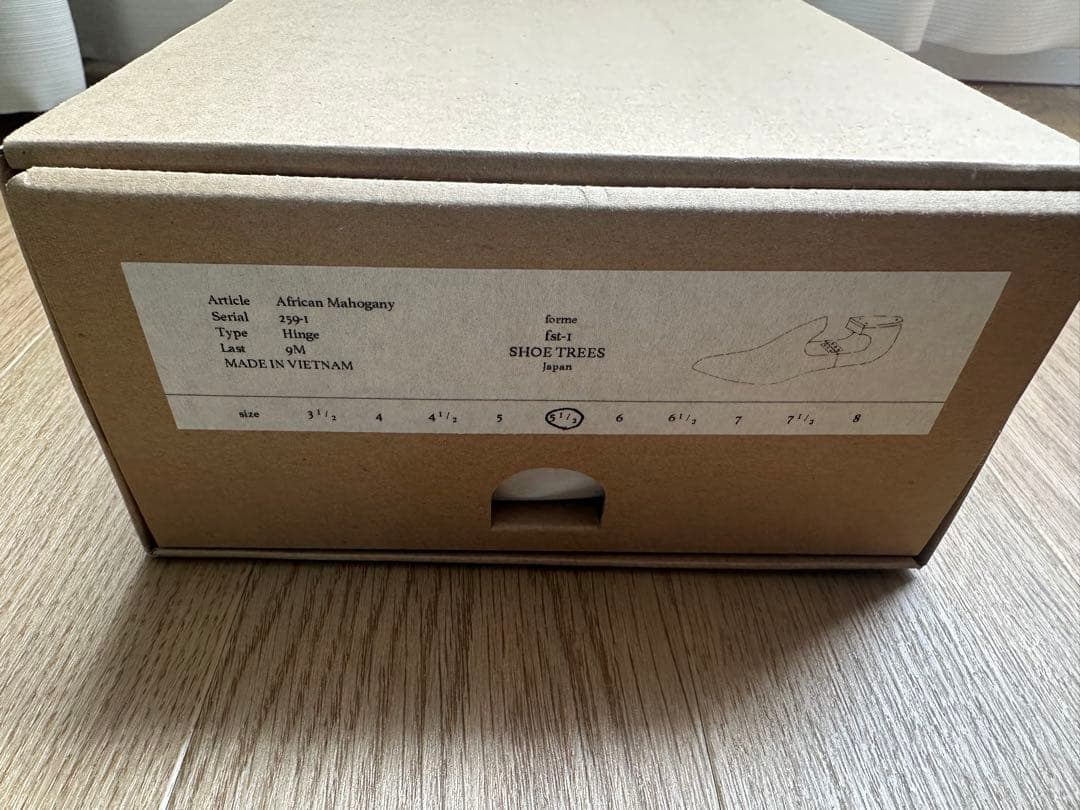 Article African Mahogany
Serial 259-1
Type Hinge
Last 9M
MADE IN VIETNAM
forme
fst-1
SHOE TREES
Japan
size 3 1/2 4 4 1/2 5 5 1/2 6 6 1/2 7 7 1/2 8